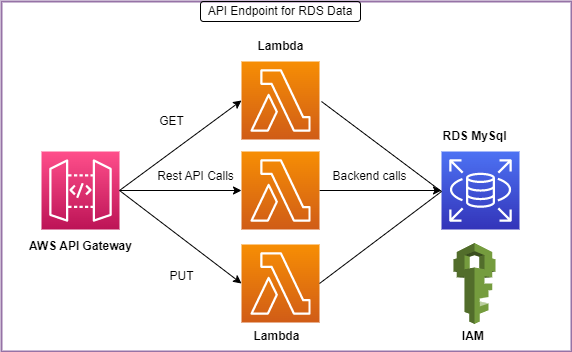 API Endpoint for RDS Data
Lambda
GET
RDS MySql
Rest API Calls
Backend calls
AWS API Gateway
PUT
Lambda
IAM